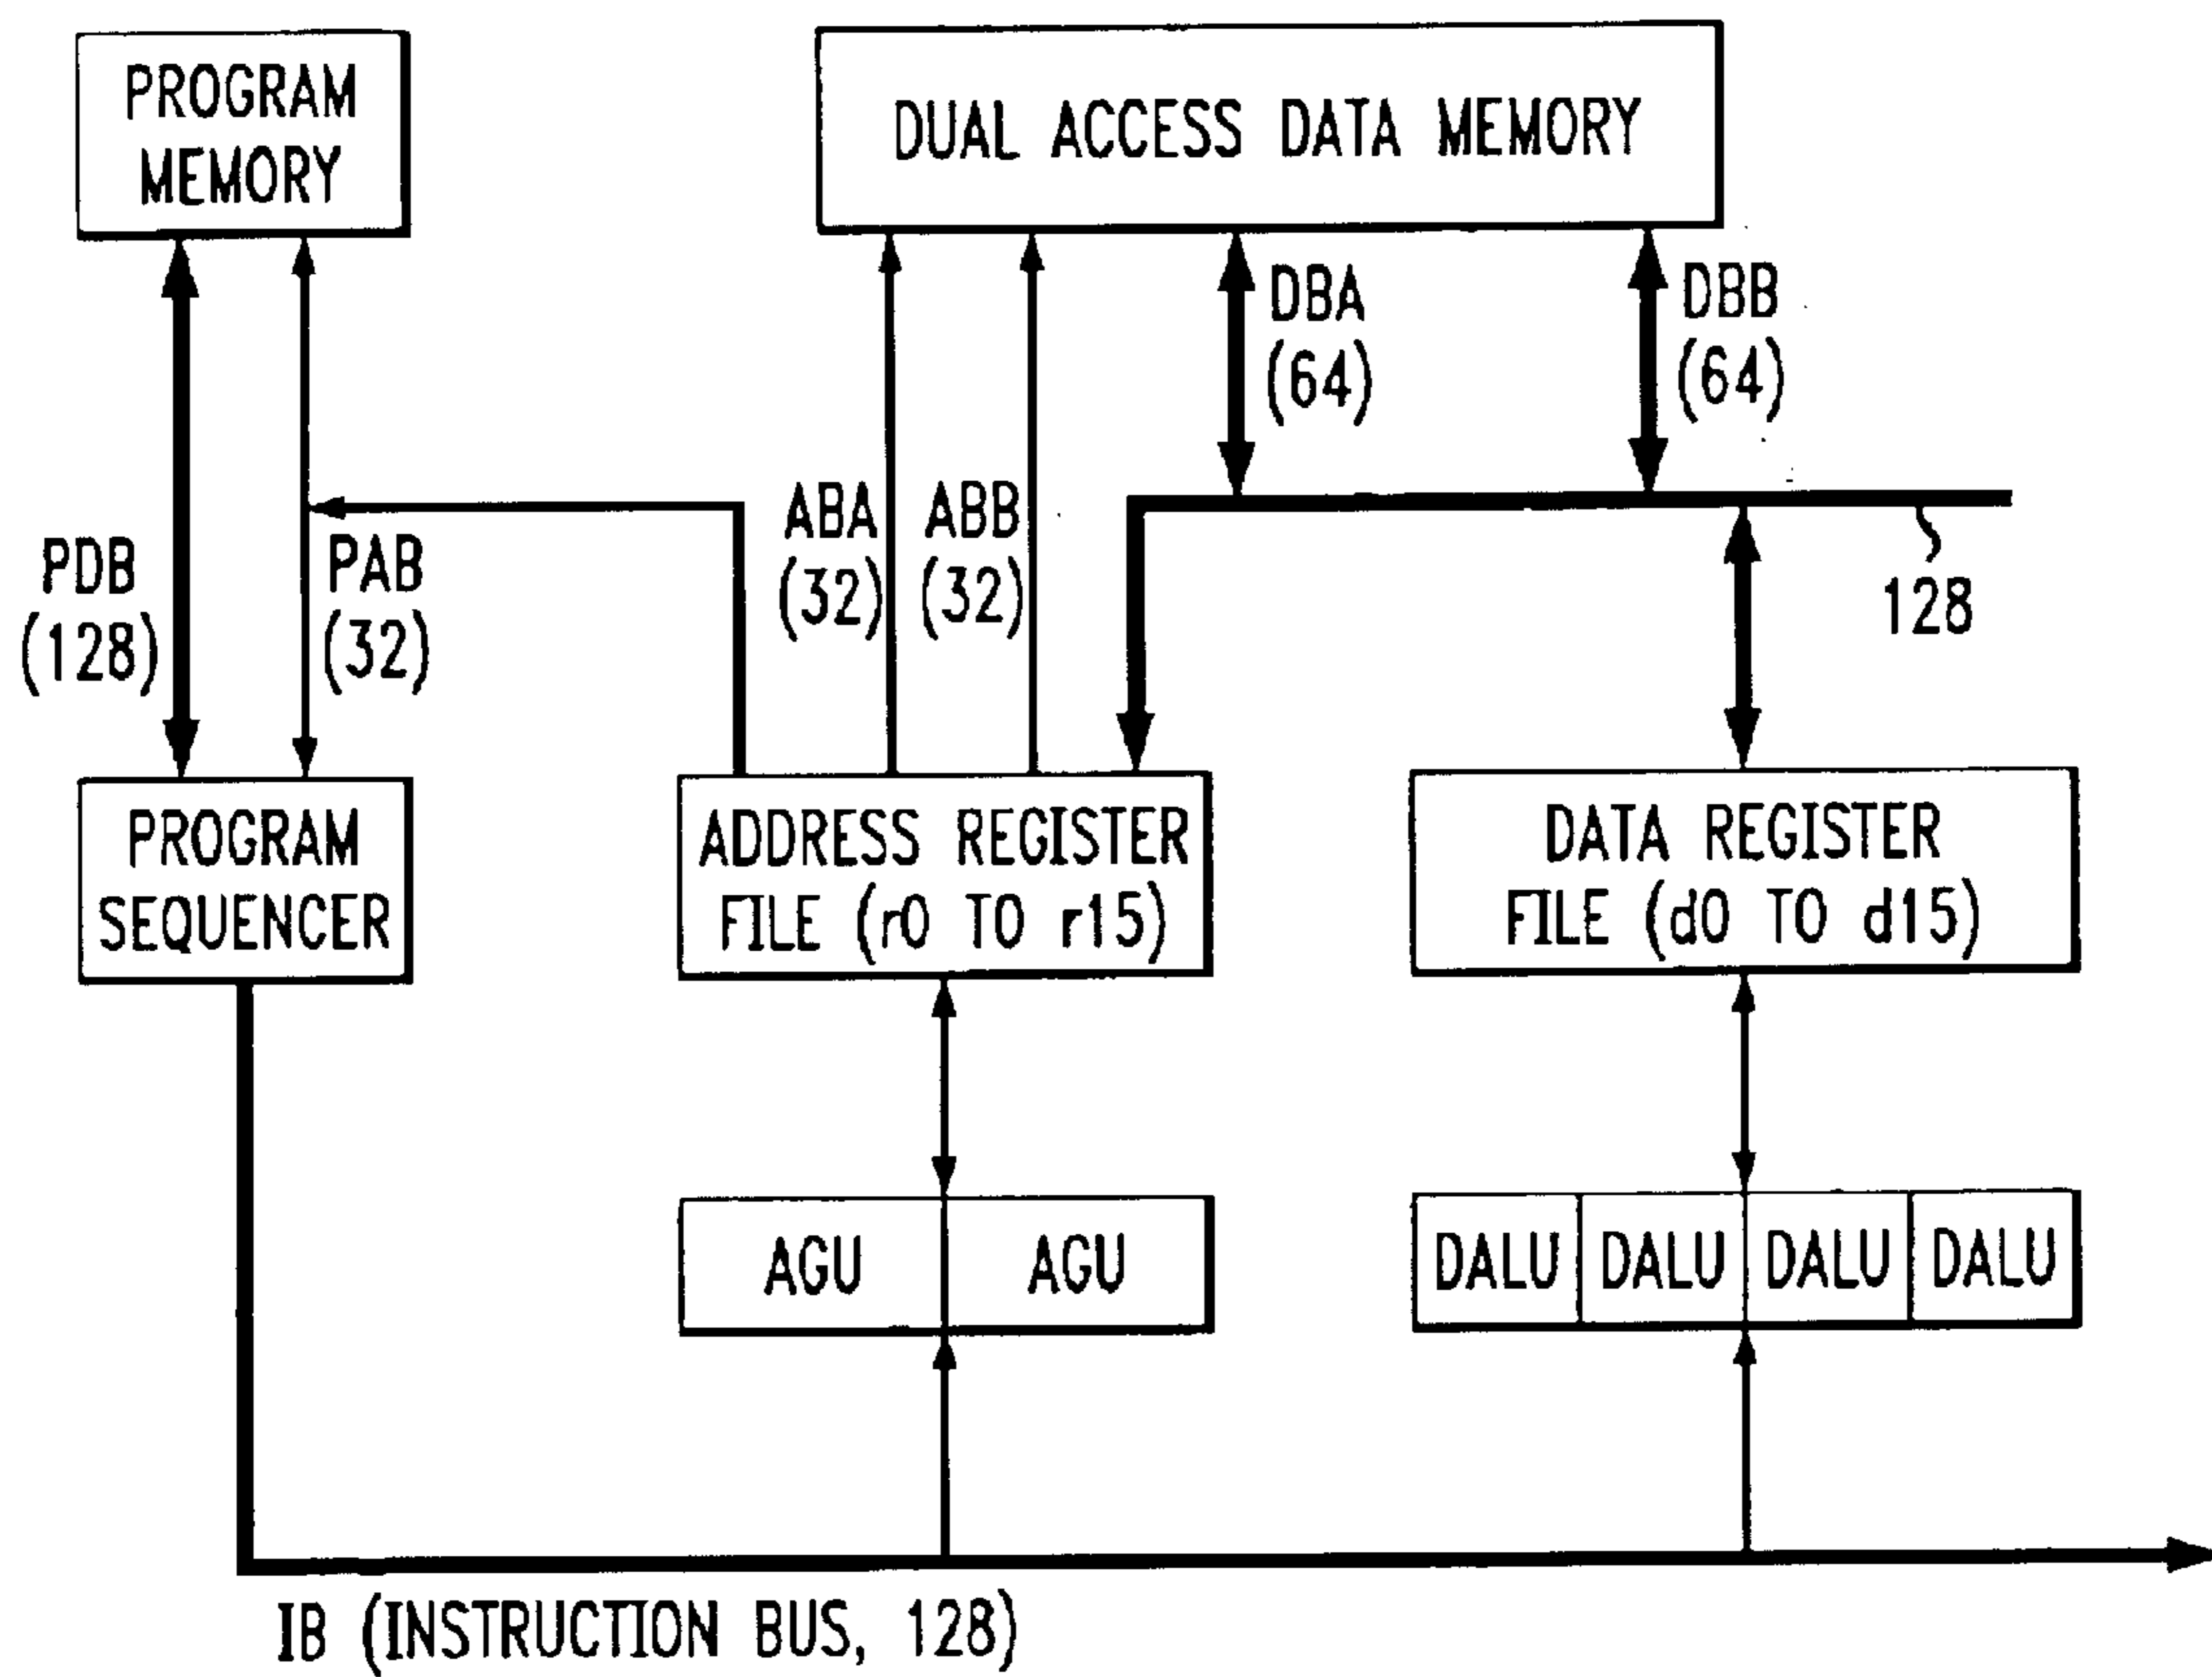 PROGRAM
MEMORY
DUAL ACCESS DATA MEMORY
DBA
(64)
DBB
(64)
PDB
(128)
PAB
(32)
ABA
(32)
ABB
(32)
128
PROGRAM
SEQUENCER
ADDRESS REGISTER
FILE (r0 TO r15)
DATA REGISTER
FILE (d0 TO d15)
AGU
AGU
DALU
DALU
DALU
DALU
IB (INSTRUCTION BUS, 128)